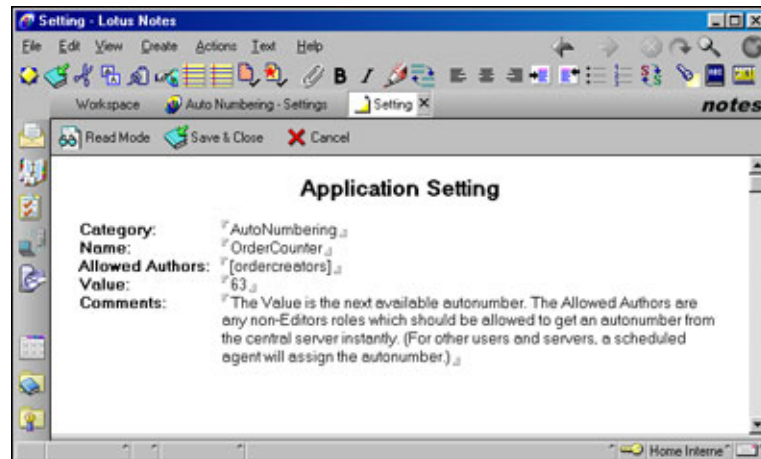 Setting - Lotus Notes
File Edit View Create Actions Text Help
B I
Workspace Auto Numbering - Settings Setting
notes
Read Mode Save & Close Cancel
Application Setting
Category: AutoNumbering
Name: OrderCounter
Allowed Authors: [ordercreators]
Value: 63
Comments: The Value is the next available autonumber. The Allowed Authors are
any non-Editors roles which should be allowed to get an autonumber from
the central server instantly. (For other users and servers, a scheduled
agent will assign the autonumber.)
Home Interne